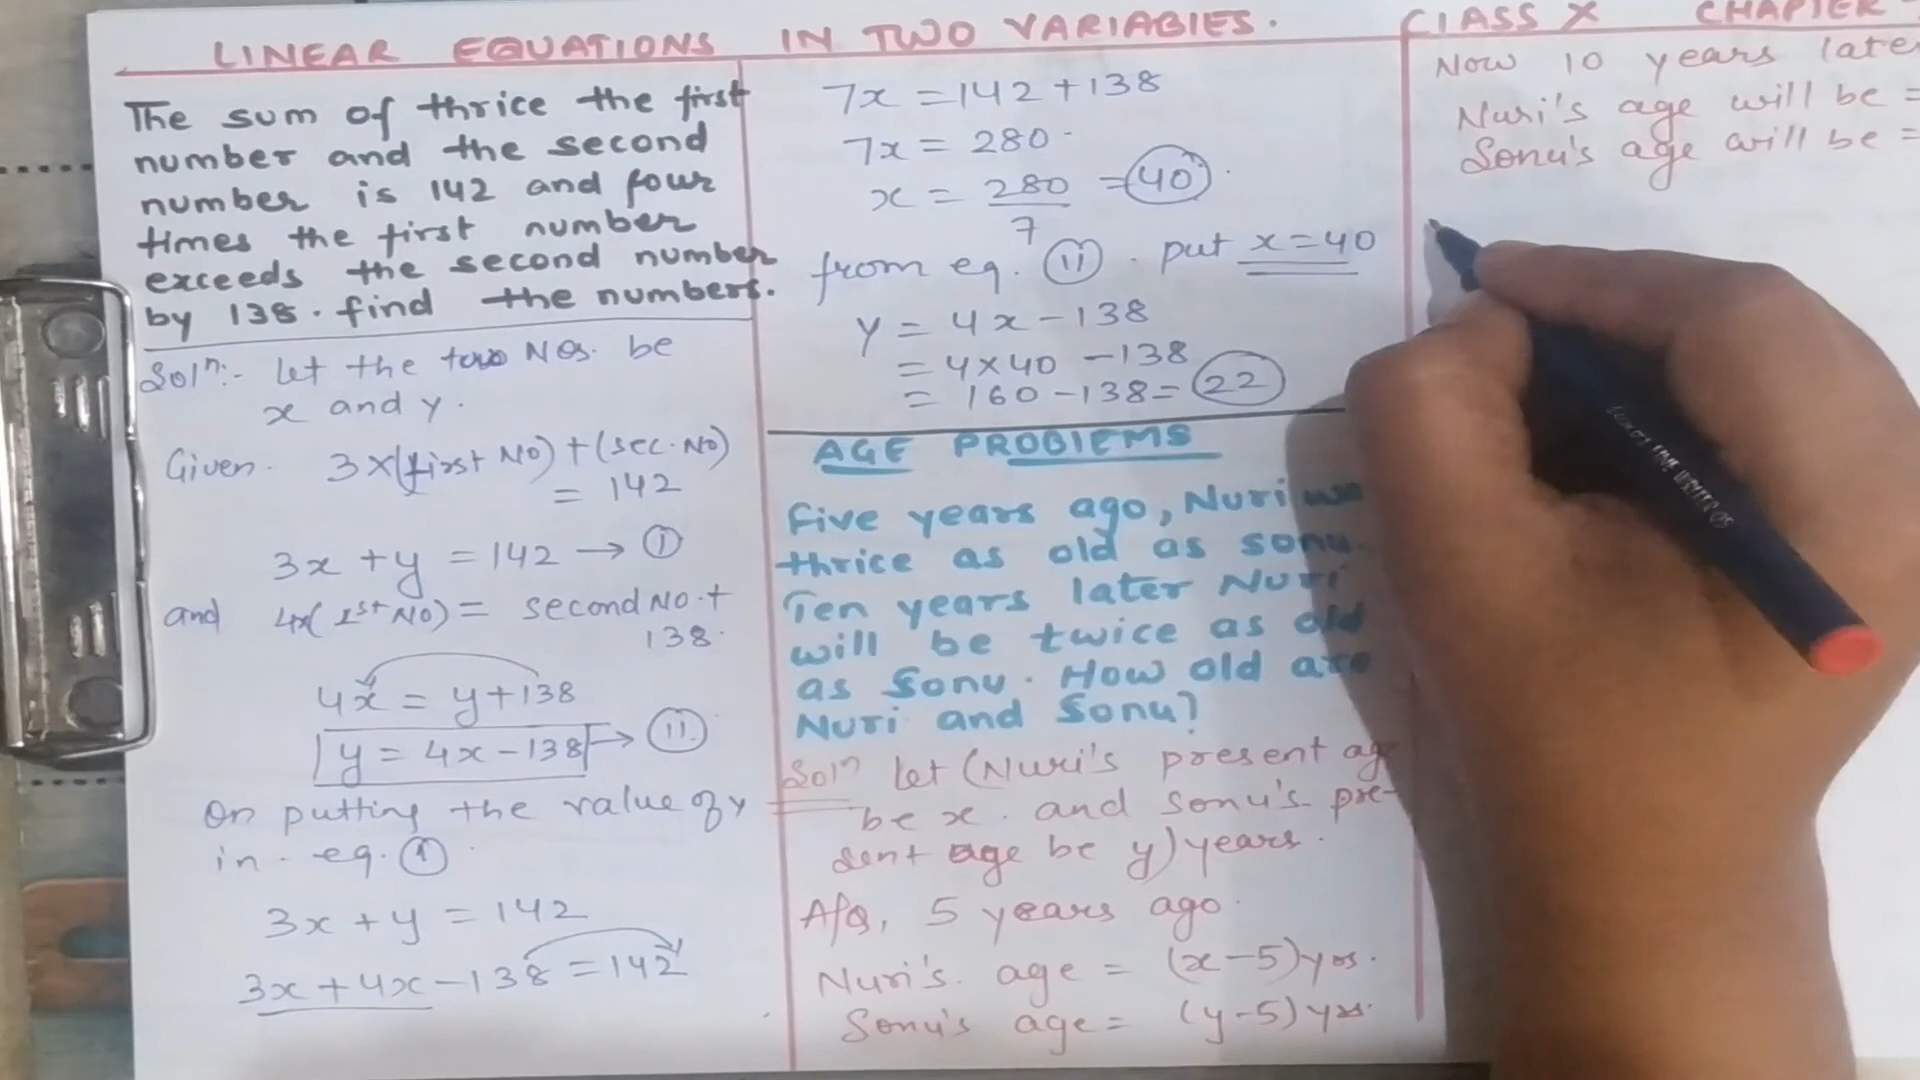 LINEAR EQUATIONS IN TWO VARIABLES. CLASS X CHAPTER
The sum of thrice the first
number and the second
number is 142 and four
times the first number
exceeds the second number
by 138. find the numbers.
Soln:- Let the two Nos. be
x and y.
Given. 3×(first No)+(sec. No)
= 142
3x + y = 142 → (I)
and 4x( Ist No) = second No. +
138.
4x = y + 138
y = 4x - 138 → (II)
On putting the value of y
in eq. (1)
3x + y = 142
3x + 4x - 138 = 142
7x = 142 + 138
7x = 280
x = 280/7 = 40.
from eq. (II). put x = 40
y = 4x - 138
= 4 x 40 - 138
= 160 - 138 = 22
AGE PROBLEMS
Five years ago, Nuri
thrice as old as sonu.
Ten years later Nuri
will be twice as old
as Sonu. How old are
Nuri and Sonu?
Soln Let (Nuri's present
be x. and Sonu's pre-
sent age be y) years.
A/Q, 5 years ago.
Nuri's. age = (x-5) yrs.
Sonu's age = (y-5) yrs.
Now 10 years
Nuri's age will be =
Sonu's age will be =